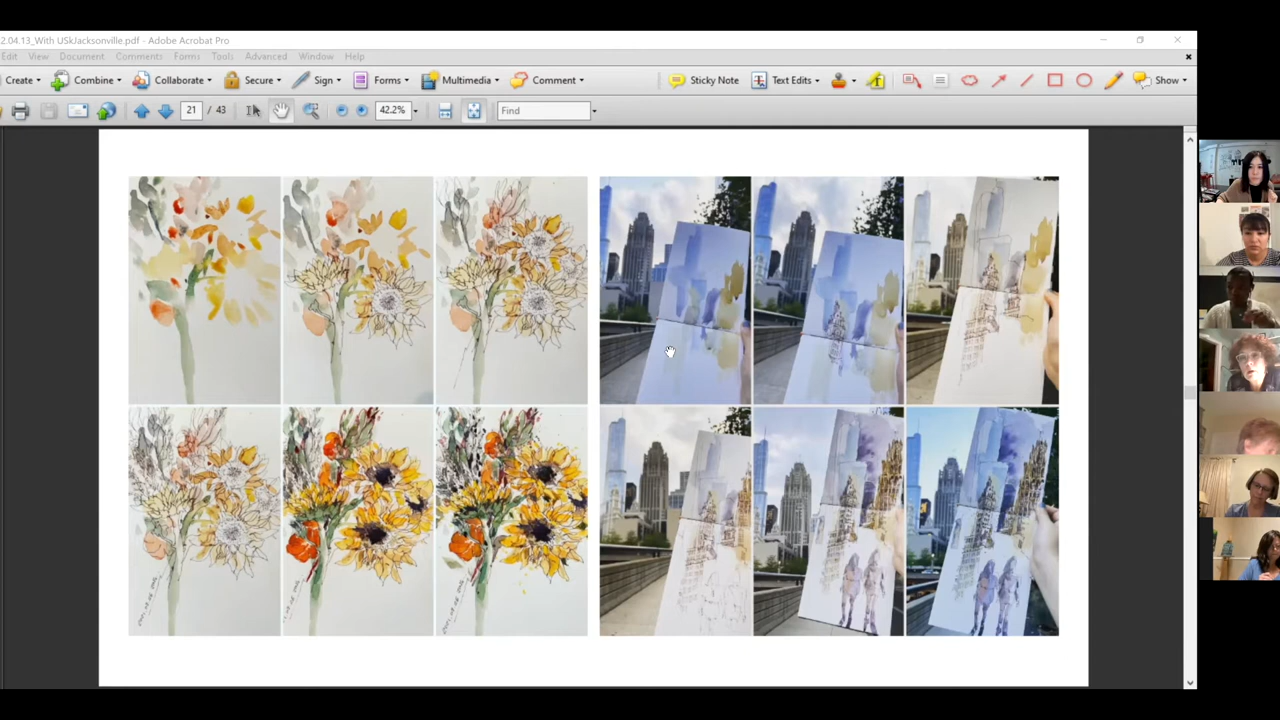 2.04.13_With USkJacksonville.pdf - Adobe Acrobat Pro
Edit View Document Comments Forms Tools Advanced Window Help
Create Combine Collaborate Secure Sign Forms Multimedia Comment Sticky Note Text Edits Show
21 / 43 42.2% Find